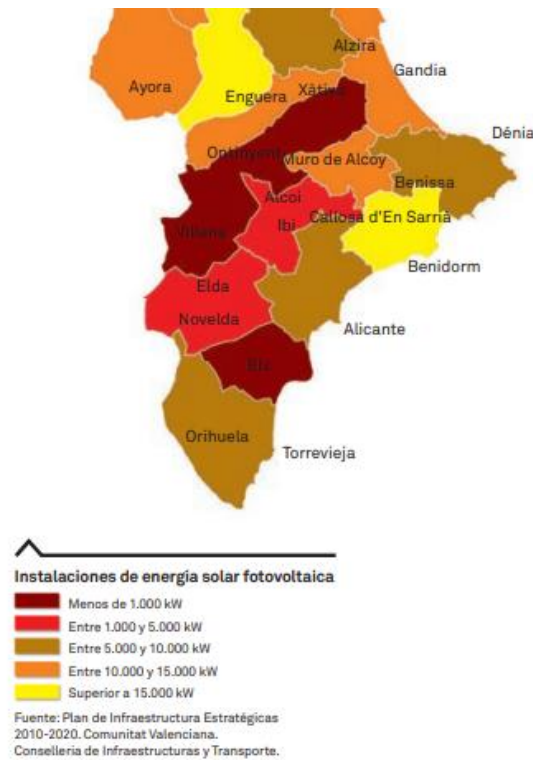 Alzira
Gandia
Ayora
Enguera
Xàtiva
Dénia
Ontinyent
Muro de Alcoy
Benissa
Alcoi
Callosa d'En Sarrià
Villena
Ibi
Benidorm
Elda
Novelda
Alicante
Elx
Orihuela
Torrevieja
Instalaciones de energía solar fotovoltaica
Menos de 1.000 kW
Entre 1.000 y 5.000 kW
Entre 5.000 y 10.000 kW
Entre 10.000 y 15.000 kW
Superior a 15.000 kW
Fuente: Plan de Infraestructura Estratégicas
2010-2020. Comunitat Valenciana.
Conselleria de Infraestructuras y Transporte.